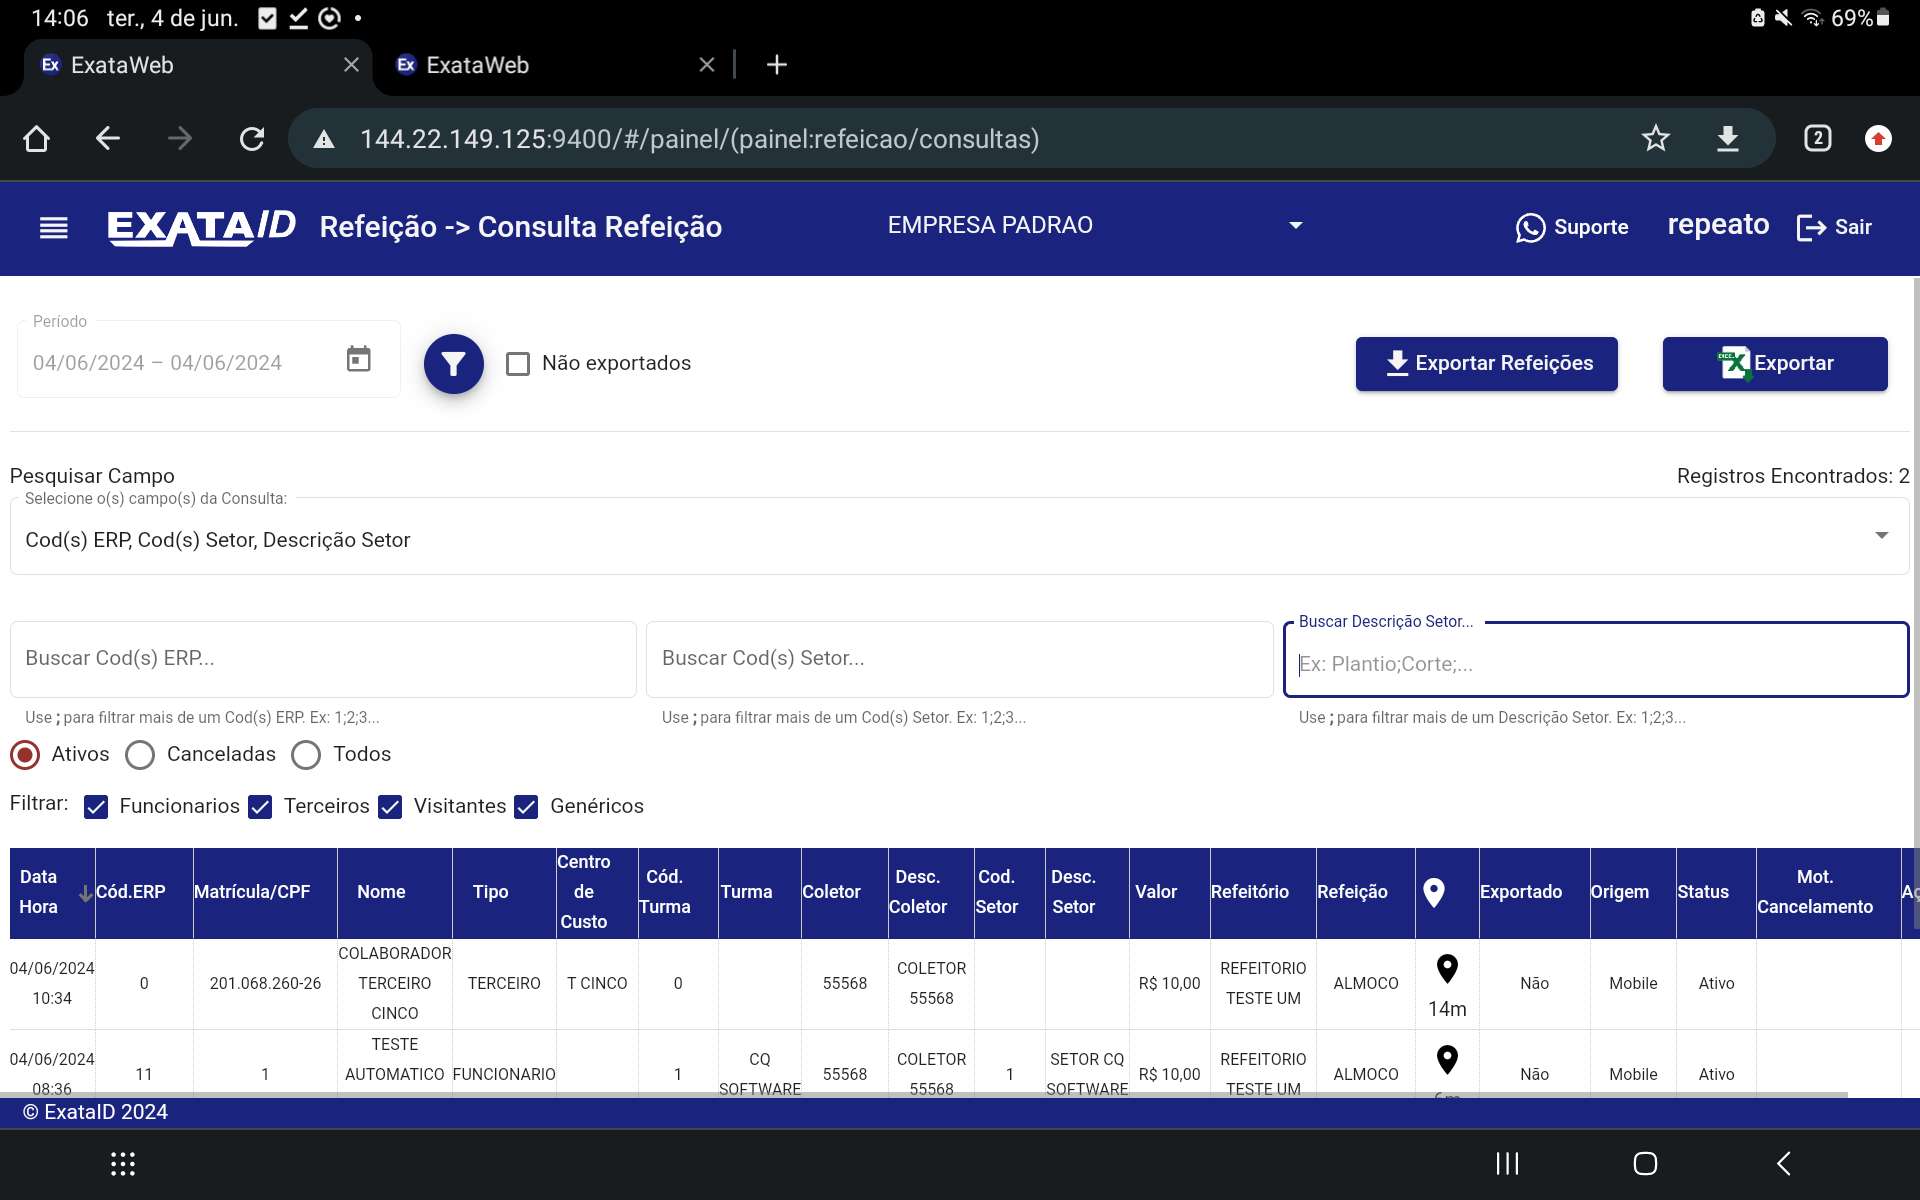 14:06 ter., 4 de jun. 69%
Ex ExataWeb Ex ExataWeb
144.22.149.125:9400/#/painel/(painel:refeicao/consultas) 2
EXATAID Refeição -> Consulta Refeição EMPRESA PADRAO Suporte repeato Sair
Período
04/06/2024 – 04/06/2024 Não exportados Exportar Refeições Exportar
Pesquisar Campo Registros Encontrados: 2
Selecione o(s) campo(s) da Consulta:
Cod(s) ERP, Cod(s) Setor, Descrição Setor
Buscar Descrição Setor...
Buscar Cod(s) ERP... Buscar Cod(s) Setor... Ex: Plantio;Corte;...
Use ; para filtrar mais de um Cod(s) ERP. Ex: 1;2;3... Use ; para filtrar mais de um Cod(s) Setor. Ex: 1;2;3... Use ; para filtrar mais de um Descrição Setor. Ex: 1;2;3...
Ativos Canceladas Todos
Filtrar: Funcionarios Terceiros Visitantes Genéricos
Data Hora Cód.ERP Matrícula/CPF Nome Tipo Centro de Custo Cód. Turma Turma Coletor Desc. Coletor Cod. Setor Desc. Setor Valor Refeitório Refeição Exportado Origem Status Mot. Cancelamento
04/06/2024 10:34 0 201.068.260-26 COLABORADOR TERCEIRO CINCO TERCEIRO T CINCO 0 55568 COLETOR 55568 R$ 10,00 REFEITORIO TESTE UM ALMOCO 14m Não Mobile Ativo
04/06/2024 08:36 11 1 TESTE AUTOMATICO FUNCIONARIO 1 CQ SOFTWARE 55568 COLETOR 55568 1 SETOR CQ SOFTWARE R$ 10,00 REFEITORIO TESTE UM ALMOCO Não Mobile Ativo
© ExataID 2024